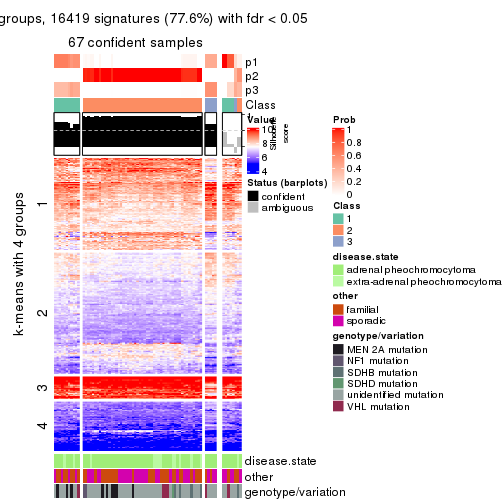 groups, 16419 signatures (77.6%) with fdr < 0.05
67 confident samples
p1
p2
p3
Class
Value
10
8
6
4
Silhouette
score
1
Status (barplots)
confident
ambiguous
Prob
1
0.8
0.6
0.4
0.2
0
Class
1
2
3
disease.state
adrenal pheochromocytoma
extra-adrenal pheochromocytoma
other
familial
sporadic
genotype/variation
MEN 2A mutation
NF1 mutation
SDHB mutation
SDHD mutation
unidentified mutation
VHL mutation
k-means with 4 groups
1
2
3
4
disease.state
other
genotype/variation